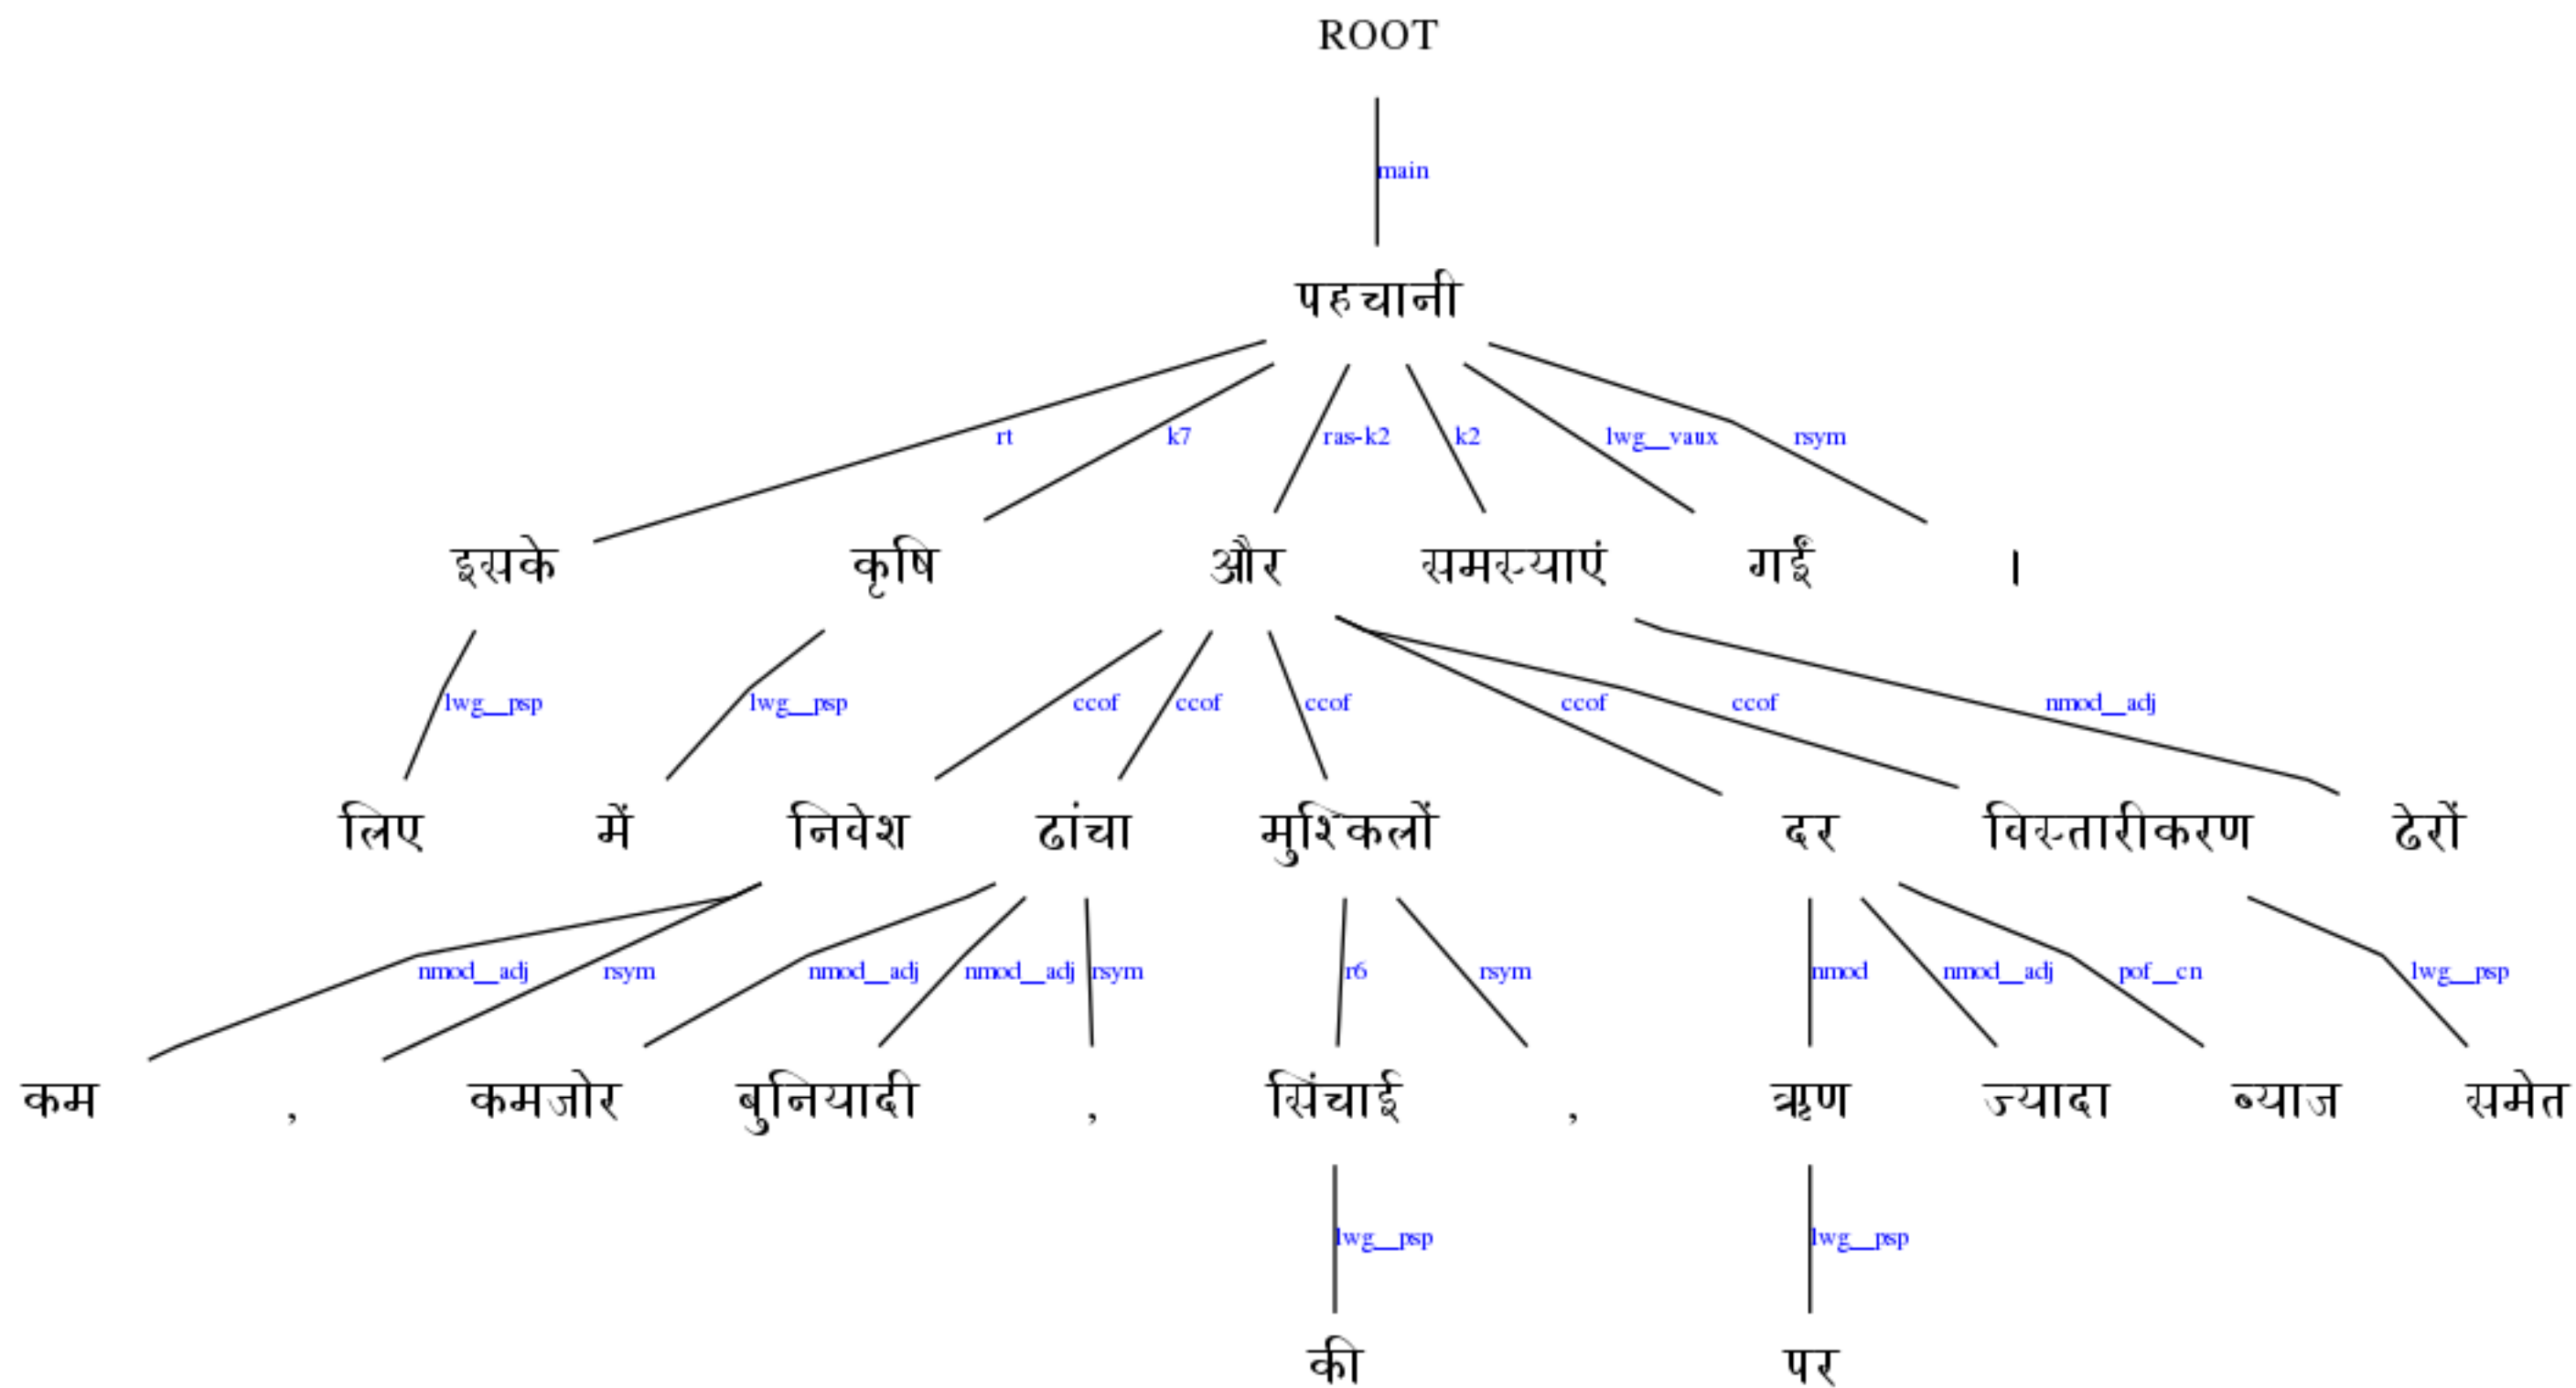 ROOT
main
पहचानी
rt k7 ras-k2 k2 lwg__vaux rsym
इसके कृषि और समस्याएं गईं ।
lwg__psp lwg__psp ccof ccof ccof ccof ccof nmod__adj
लिए में निवेश ढांचा मुश्किलों दर विस्तारीकरण ढेरों
nmod__adj rsym nmod__adj nmod__adj rsym r6 rsym nmod nmod__adj pof__cn lwg__psp
कम , कमजोर बुनियादी , सिंचाई , ऋण ज्यादा ब्याज समेत
lwg__psp lwg__psp
की पर